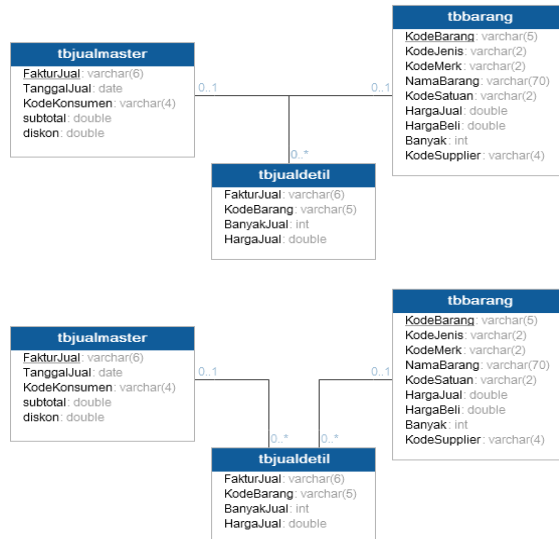 tbjualmaster
FakturJual: varchar(6)
TanggalJual: date
KodeKonsumen: varchar(4)
subtotal: double
diskon: double
tbbarang
KodeBarang: varchar(5)
KodeJenis: varchar(2)
KodeMerk: varchar(2)
NamaBarang: varchar(70)
KodeSatuan: varchar(2)
HargaJual: double
HargaBeli: double
Banyak: int
KodeSupplier: varchar(4)
0..1
0..1
0..*
tbjualdetil
FakturJual: varchar(6)
KodeBarang: varchar(5)
BanyakJual: int
HargaJual: double
tbjualmaster
FakturJual: varchar(6)
TanggalJual: date
KodeKonsumen: varchar(4)
subtotal: double
diskon: double
tbbarang
KodeBarang: varchar(5)
KodeJenis: varchar(2)
KodeMerk: varchar(2)
NamaBarang: varchar(70)
KodeSatuan: varchar(2)
HargaJual: double
HargaBeli: double
Banyak: int
KodeSupplier: varchar(4)
0..1
0..1
0..*
0..*
tbjualdetil
FakturJual: varchar(6)
KodeBarang: varchar(5)
BanyakJual: int
HargaJual: double